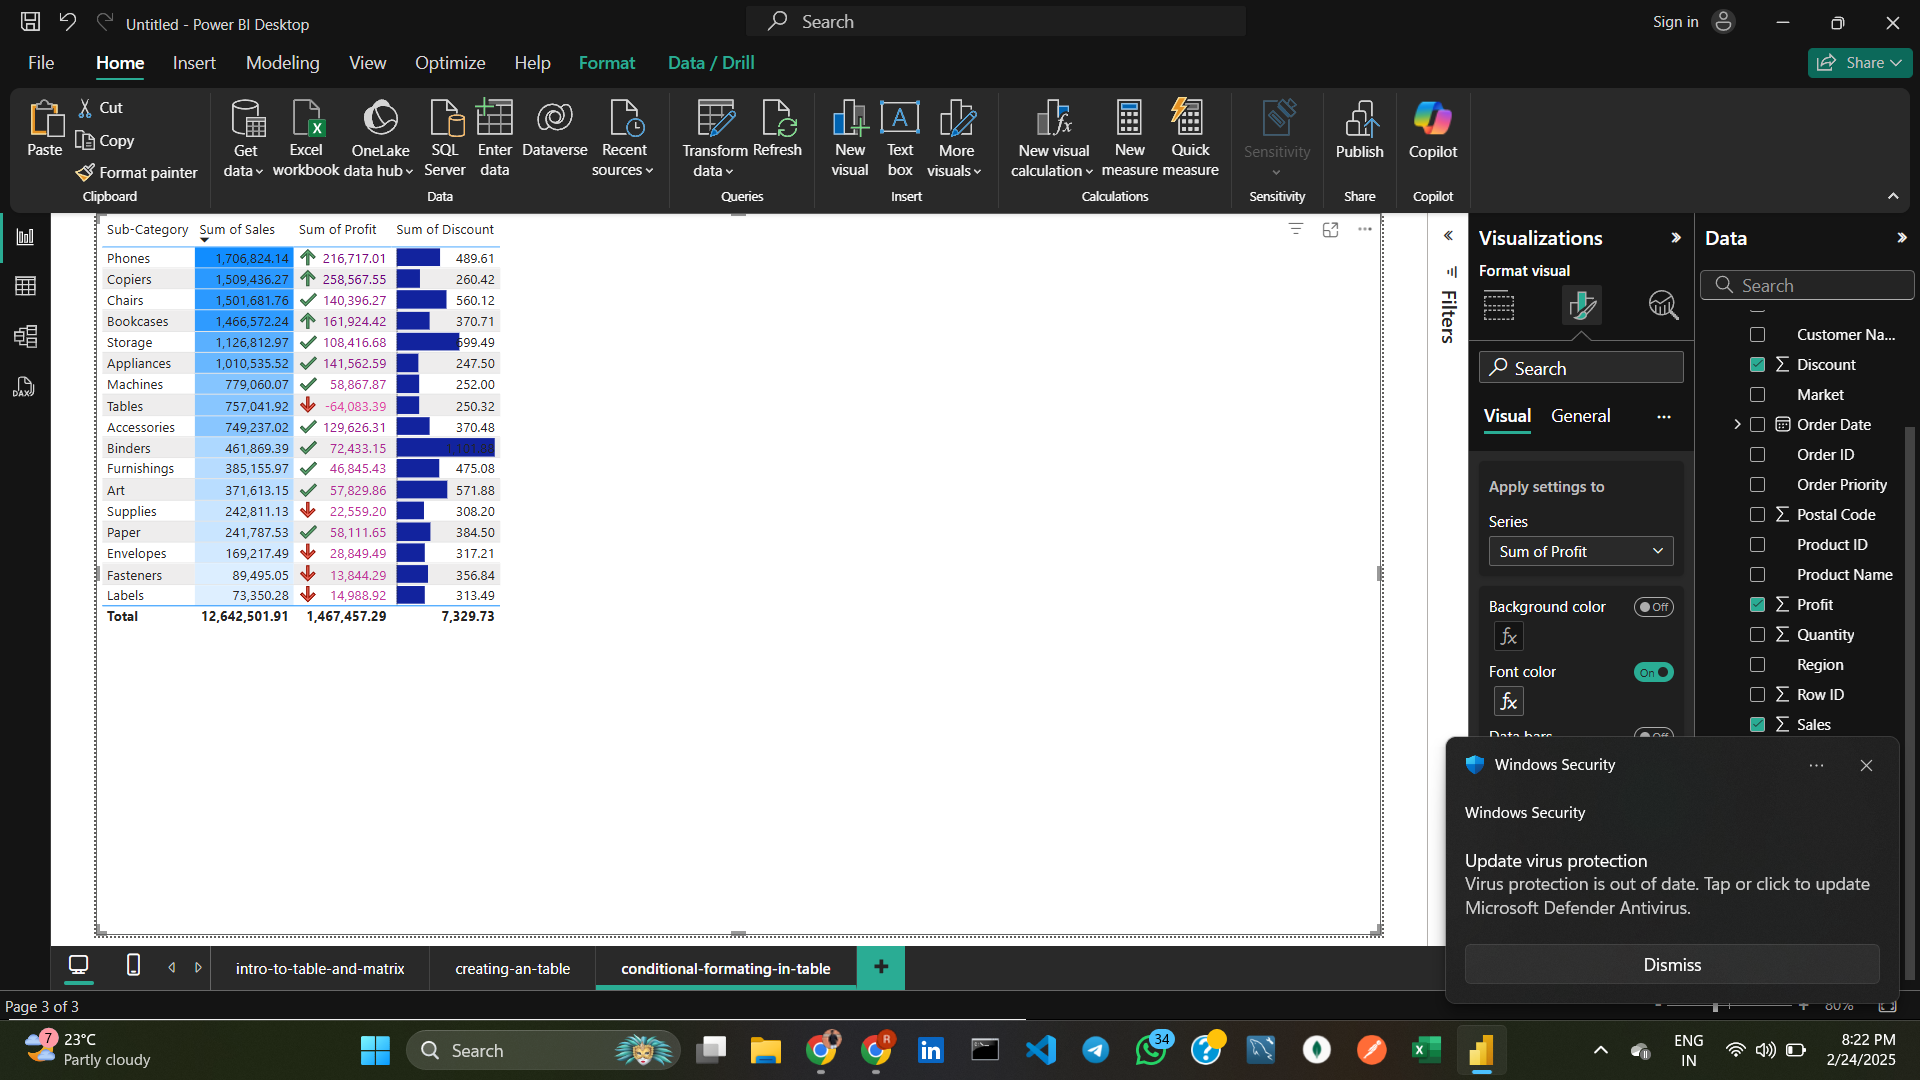 Untitled - Power BI Desktop
Search
Sign in
File Home Insert Modeling View Optimize Help Format Data / Drill
Share
Paste
Cut
Copy
Format painter
Clipboard
Get data
Excel workbook
OneLake data hub
SQL Server
Enter data
Dataverse
Recent sources
Data
Transform data
Refresh
Queries
New visual
Text box
More visuals
Insert
New visual calculation
New measure
Quick measure
Calculations
Sensitivity
Sensitivity
Publish
Share
Copilot
Copilot
DAX
Sub-Category Sum of Sales Sum of Profit Sum of Discount
Phones 1,706,824.14 216,717.01 489.61
Copiers 1,509,436.27 258,567.55 260.42
Chairs 1,501,681.76 140,396.27 560.12
Bookcases 1,466,572.24 161,924.42 370.71
Storage 1,126,812.97 108,416.68 699.49
Appliances 1,010,535.52 141,562.59 247.50
Machines 779,060.07 58,867.87 252.00
Tables 757,041.92 -64,083.39 250.32
Accessories 749,237.02 129,626.31 370.48
Binders 461,869.39 72,433.15
Furnishings 385,155.97 46,845.43 475.08
Art 371,613.15 57,829.86 571.88
Supplies 242,811.13 22,559.20 308.20
Paper 241,787.53 58,111.65 384.50
Envelopes 169,217.49 28,849.49 317.21
Fasteners 89,495.05 13,844.29 356.84
Labels 73,350.28 14,988.92 313.49
Total 12,642,501.91 1,467,457.29 7,329.73
Filters
Visualizations
Format visual
Search
Visual General
Apply settings to
Series
Sum of Profit
Background color Off
fx
Font color On
fx
Data bars Off
Data
Search
Customer Na...
Discount
Market
Order Date
Order ID
Order Priority
Postal Code
Product ID
Product Name
Profit
Quantity
Region
Row ID
Sales
Windows Security
Windows Security
Update virus protection
Virus protection is out of date. Tap or click to update
Microsoft Defender Antivirus.
Dismiss
intro-to-table-and-matrix creating-an-table conditional-formating-in-table
Page 3 of 3
80%
7
23°C
Partly cloudy
Search
34
ENG
IN
8:22 PM
2/24/2025